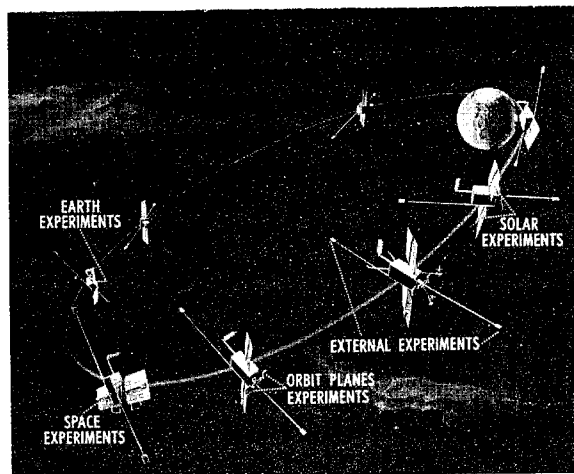 EARTH
EXPERIMENTS
SOLAR
EXPERIMENTS
EXTERNAL EXPERIMENTS
ORBIT PLANES
EXPERIMENTS
SPACE
EXPERIMENTS